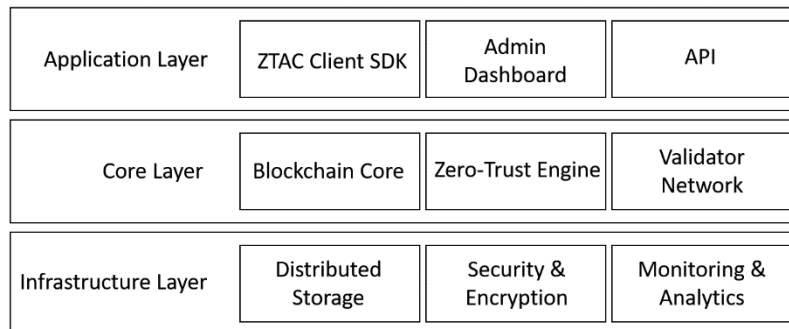 Application Layer
ZTAC Client SDK
Admin
Dashboard
API
Core Layer
Blockchain Core
Zero-Trust Engine
Validator
Network
Infrastructure Layer
Distributed
Storage
Security &
Encryption
Monitoring &
Analytics